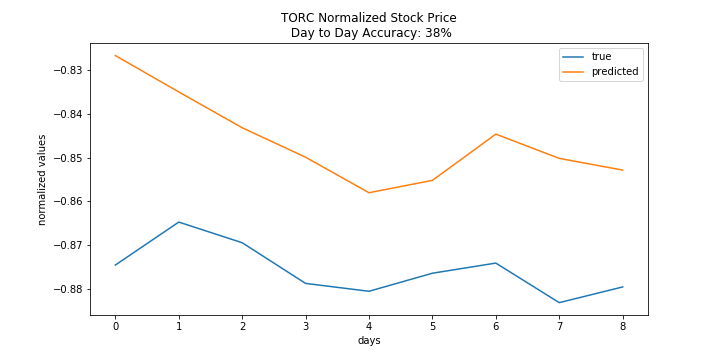 TORC Normalized Stock Price
Day to Day Accuracy: 38%
true
predicted
−0.83
−0.84
−0.85
−0.86
−0.87
−0.88
normalized values
0 1 2 3 4 5 6 7 8
days